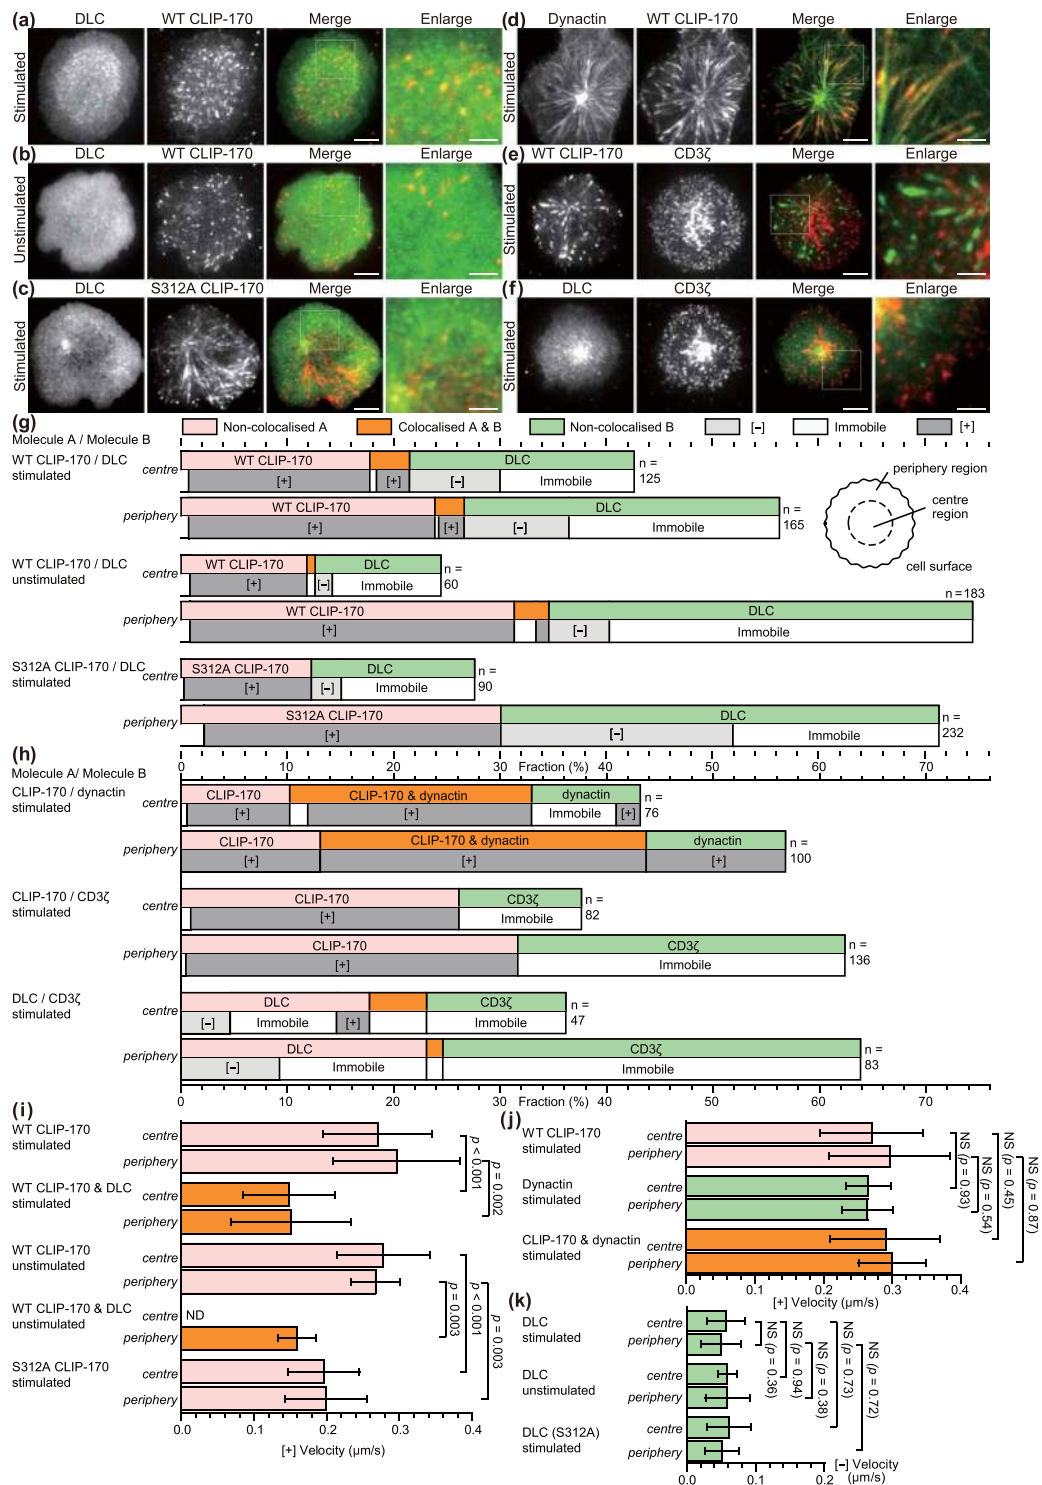 (a) DLC WT CLIP-170 Merge Enlarge
Stimulated
(d) Dynactin WT CLIP-170 Merge Enlarge
Stimulated
(b) DLC WT CLIP-170 Merge Enlarge
Unstimulated
(e) WT CLIP-170 CD3ζ Merge Enlarge
Stimulated
(c) DLC S312A CLIP-170 Merge Enlarge
Stimulated
(f) DLC CD3ζ Merge Enlarge
Stimulated
(g) Non-colocalised A Colocalised A & B Non-colocalised B [–] Immobile [+]
Molecule A / Molecule B
WT CLIP-170 / DLC
stimulated
centre
WT CLIP-170 DLC
[+] [+] [–] Immobile
n =
125
periphery
WT CLIP-170 DLC
[+] [+] [–] Immobile
n =
165
periphery region
centre
region
cell surface
WT CLIP-170 / DLC
unstimulated
centre
WT CLIP-170 DLC
[+] [–] Immobile
n =
60
periphery
WT CLIP-170 DLC
[+] [–] Immobile
n = 183
S312A CLIP-170 / DLC
stimulated
centre
S312A CLIP-170 DLC
[+] [–] Immobile
n =
90
periphery
S312A CLIP-170 DLC
[+] [–] Immobile
n =
232
0 10 20 30 Fraction (%) 40 50 60 70
(h)
Molecule A/ Molecule B
CLIP-170 / dynactin
stimulated
centre
CLIP-170 CLIP-170 & dynactin dynactin
[+] [+] Immobile [+]
n =
76
periphery
CLIP-170 CLIP-170 & dynactin dynactin
[+] [+] [+]
n =
100
CLIP-170 / CD3ζ
stimulated
centre
CLIP-170 CD3ζ
[+] Immobile
n =
82
periphery
CLIP-170 CD3ζ
[+] Immobile
n =
136
DLC / CD3ζ
stimulated
centre
DLC CD3ζ
[–] Immobile [+] Immobile
n =
47
periphery
DLC CD3ζ
[–] Immobile Immobile
n =
83
0 10 20 30 Fraction (%) 40 50 60 70
(i)
WT CLIP-170
stimulated
centre
periphery
WT CLIP-170 & DLC
stimulated
centre
periphery
WT CLIP-170
unstimulated
centre
periphery
WT CLIP-170 & DLC
unstimulated
centre ND
periphery
S312A CLIP-170
stimulated
centre
periphery
p < 0.001
p = 0.002
p = 0.003
p < 0.001
p = 0.003
0 0.1 0.2 0.3 0.4
[+] Velocity (μm/s)
(j)
WT CLIP-170
stimulated
centre
periphery
Dynactin
stimulated
centre
periphery
CLIP-170 & dynactin
stimulated
centre
periphery
NS (p = 0.93)
NS (p = 0.54)
NS (p = 0.45)
NS (p = 0.87)
0 0.1 0.2 0.3 0.4
[+] Velocity (μm/s)
(k)
DLC
stimulated
centre
periphery
DLC
unstimulated
centre
periphery
DLC (S312A)
stimulated
centre
periphery
NS (p = 0.36)
NS (p = 0.94)
NS (p = 0.38)
NS (p = 0.73)
NS (p = 0.72)
0.0 0.1 0.2
[–] Velocity
(μm/s)